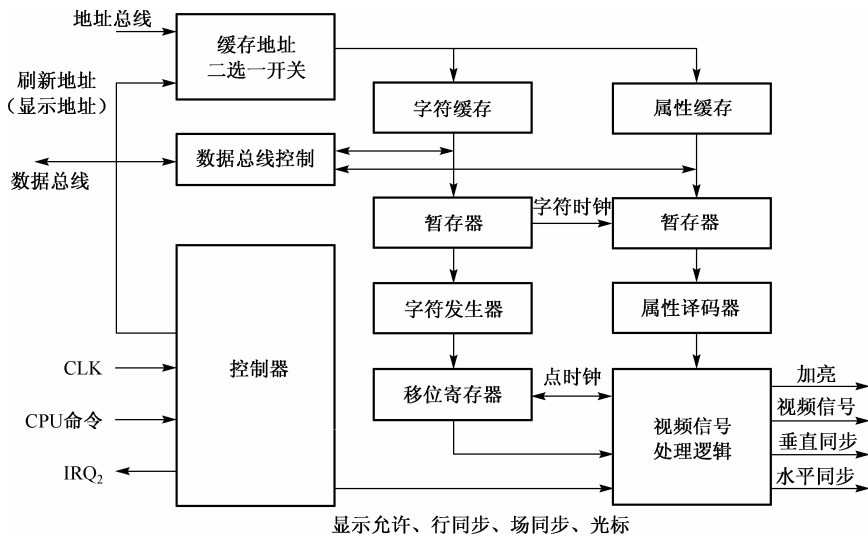 地址总线
缓存地址
二选一开关
刷新地址
（显示地址）
字符缓存
属性缓存
数据总线控制
数据总线
字符时钟
暂存器
暂存器
字符发生器
属性译码器
控制器
CLK
点时钟
移位寄存器
加亮
CPU命令
视频信号
处理逻辑
视频信号
垂直同步
IRQ₂
水平同步
显示允许、行同步、场同步、光标